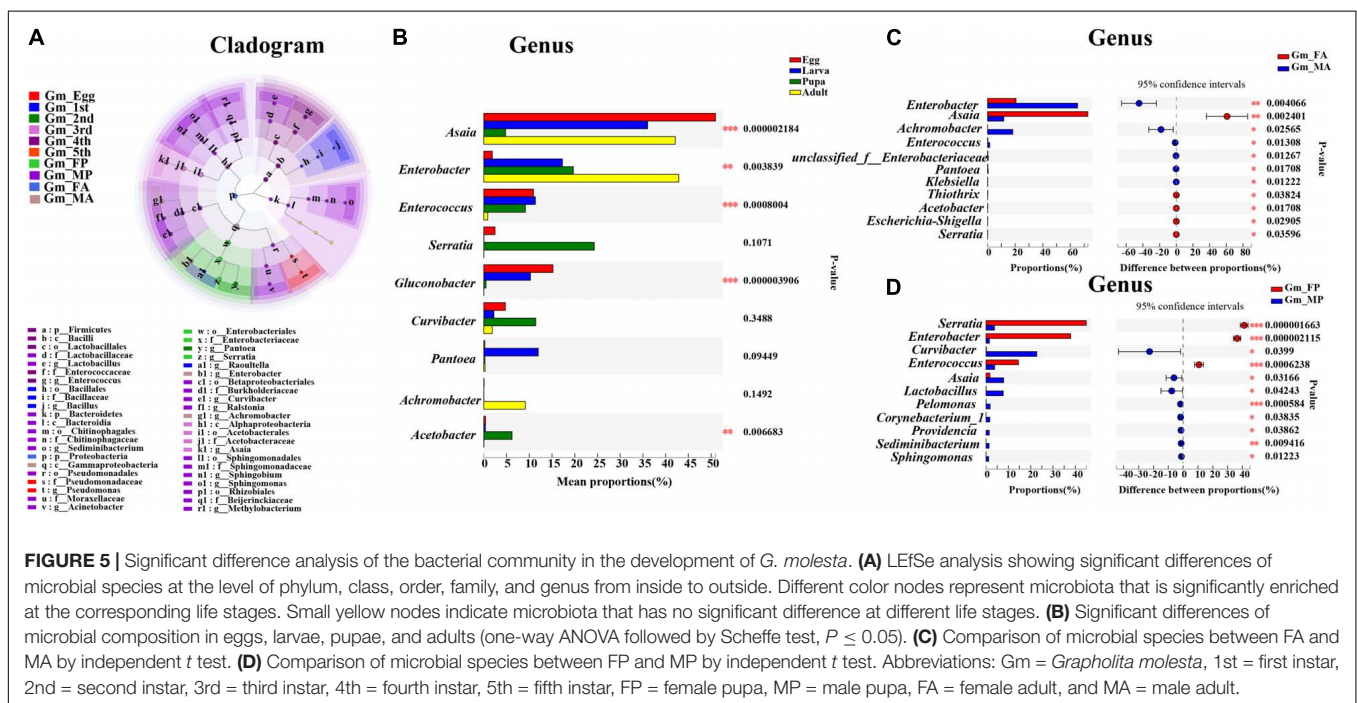 A
Cladogram
Gm_Egg
Gm_1st
Gm_2nd
Gm_3rd
Gm_4th
Gm_5th
Gm_FP
Gm_MP
Gm_FA
Gm_MA
a : p__Firmicutes
b : c__Bacilli
c : o__Lactobacillales
d : f__Lactobacillaceae
e : g__Lactobacillus
f : f__Enterococcaceae
g : g__Enterococcus
h : o__Bacillales
i : f__Bacillaceae
j : g__Bacillus
k : p__Bacteroidetes
l : c__Bacteroidia
m : o__Chitinophagales
n : f__Chitinophagaceae
o : g__Sediminibacterium
p : p__Proteobacteria
q : c__Gammaproteobacteria
r : o__Pseudomonadales
s : f__Pseudomonadaceae
t : g__Pseudomonas
u : f__Moraxellaceae
v : g__Acinetobacter
w : o__Enterobacteriales
x : f__Enterobacteriaceae
y : g__Pantoea
z : g__Serratia
a1 : g__Raoultella
b1 : g__Enterobacter
c1 : o__Betaproteobacteriales
d1 : f__Burkholderiaceae
e1 : g__Curvibacter
f1 : g__Ralstonia
g1 : g__Achromobacter
h1 : c__Alphaproteobacteria
i1 : o__Acetobacterales
j1 : f__Acetobacteraceae
k1 : g__Asaia
l1 : o__Sphingomonadales
m1 : f__Sphingomonadaceae
n1 : g__Sphingobium
o1 : g__Sphingomonas
p1 : o__Rhizobiales
q1 : f__Beijerinckiaceae
r1 : g__Methylobacterium
B
Genus
Egg
Larva
Pupa
Adult
Asaia *** 0.000002184
Enterobacter ** 0.003839
Enterococcus *** 0.0008004
Serratia 0.1071
Gluconobacter *** 0.000003906
Curvibacter 0.3488
Pantoea 0.09449
Achromobacter 0.1492
Acetobacter ** 0.006683
P-value
0 5 10 15 20 25 30 35 40 45 50
Mean proportions(%)
C
Genus
Gm_FA
Gm_MA
95% confidence intervals
Enterobacter ** 0.004066
Asaia ** 0.002401
Achromobacter * 0.02565
Enterococcus * 0.01308
unclassified_f__Enterobacteriaceae * 0.01267
Pantoea * 0.01708
Klebsiella * 0.01222
Thiothrix * 0.03824
Acetobacter * 0.01708
Escherichia-Shigella * 0.02905
Serratia * 0.03596
P-value
0 20 40 60
-60 -40 -20 0 20 40 60 80
Proportions(%)
Difference between proportions(%)
D
Genus
Gm_FP
Gm_MP
95% confidence intervals
Serratia *** 0.000001663
Enterobacter *** 0.000002115
Curvibacter * 0.0399
Enterococcus *** 0.0006238
Asaia * 0.03166
Lactobacillus * 0.04243
Pelomonas *** 0.000584
Corynebacterium_1 * 0.03835
Providencia * 0.03862
Sediminibacterium ** 0.009416
Sphingomonas * 0.01223
Pvalue
0 10 20 30 40
-40 -30 -20 -10 0 10 20 30 40
Proportions(%)
Difference between proportions(%)
FIGURE 5 | Significant difference analysis of the bacterial community in the development of G. molesta. (A) LEfSe analysis showing significant differences of
microbial species at the level of phylum, class, order, family, and genus from inside to outside. Different color nodes represent microbiota that is significantly enriched
at the corresponding life stages. Small yellow nodes indicate microbiota that has no significant difference at different life stages. (B) Significant differences of
microbial composition in eggs, larvae, pupae, and adults (one-way ANOVA followed by Scheffe test, P ≤ 0.05). (C) Comparison of microbial species between FA and
MA by independent t test. (D) Comparison of microbial species between FP and MP by independent t test. Abbreviations: Gm = Grapholita molesta, 1st = first instar,
2nd = second instar, 3rd = third instar, 4th = fourth instar, 5th = fifth instar, FP = female pupa, MP = male pupa, FA = female adult, and MA = male adult.